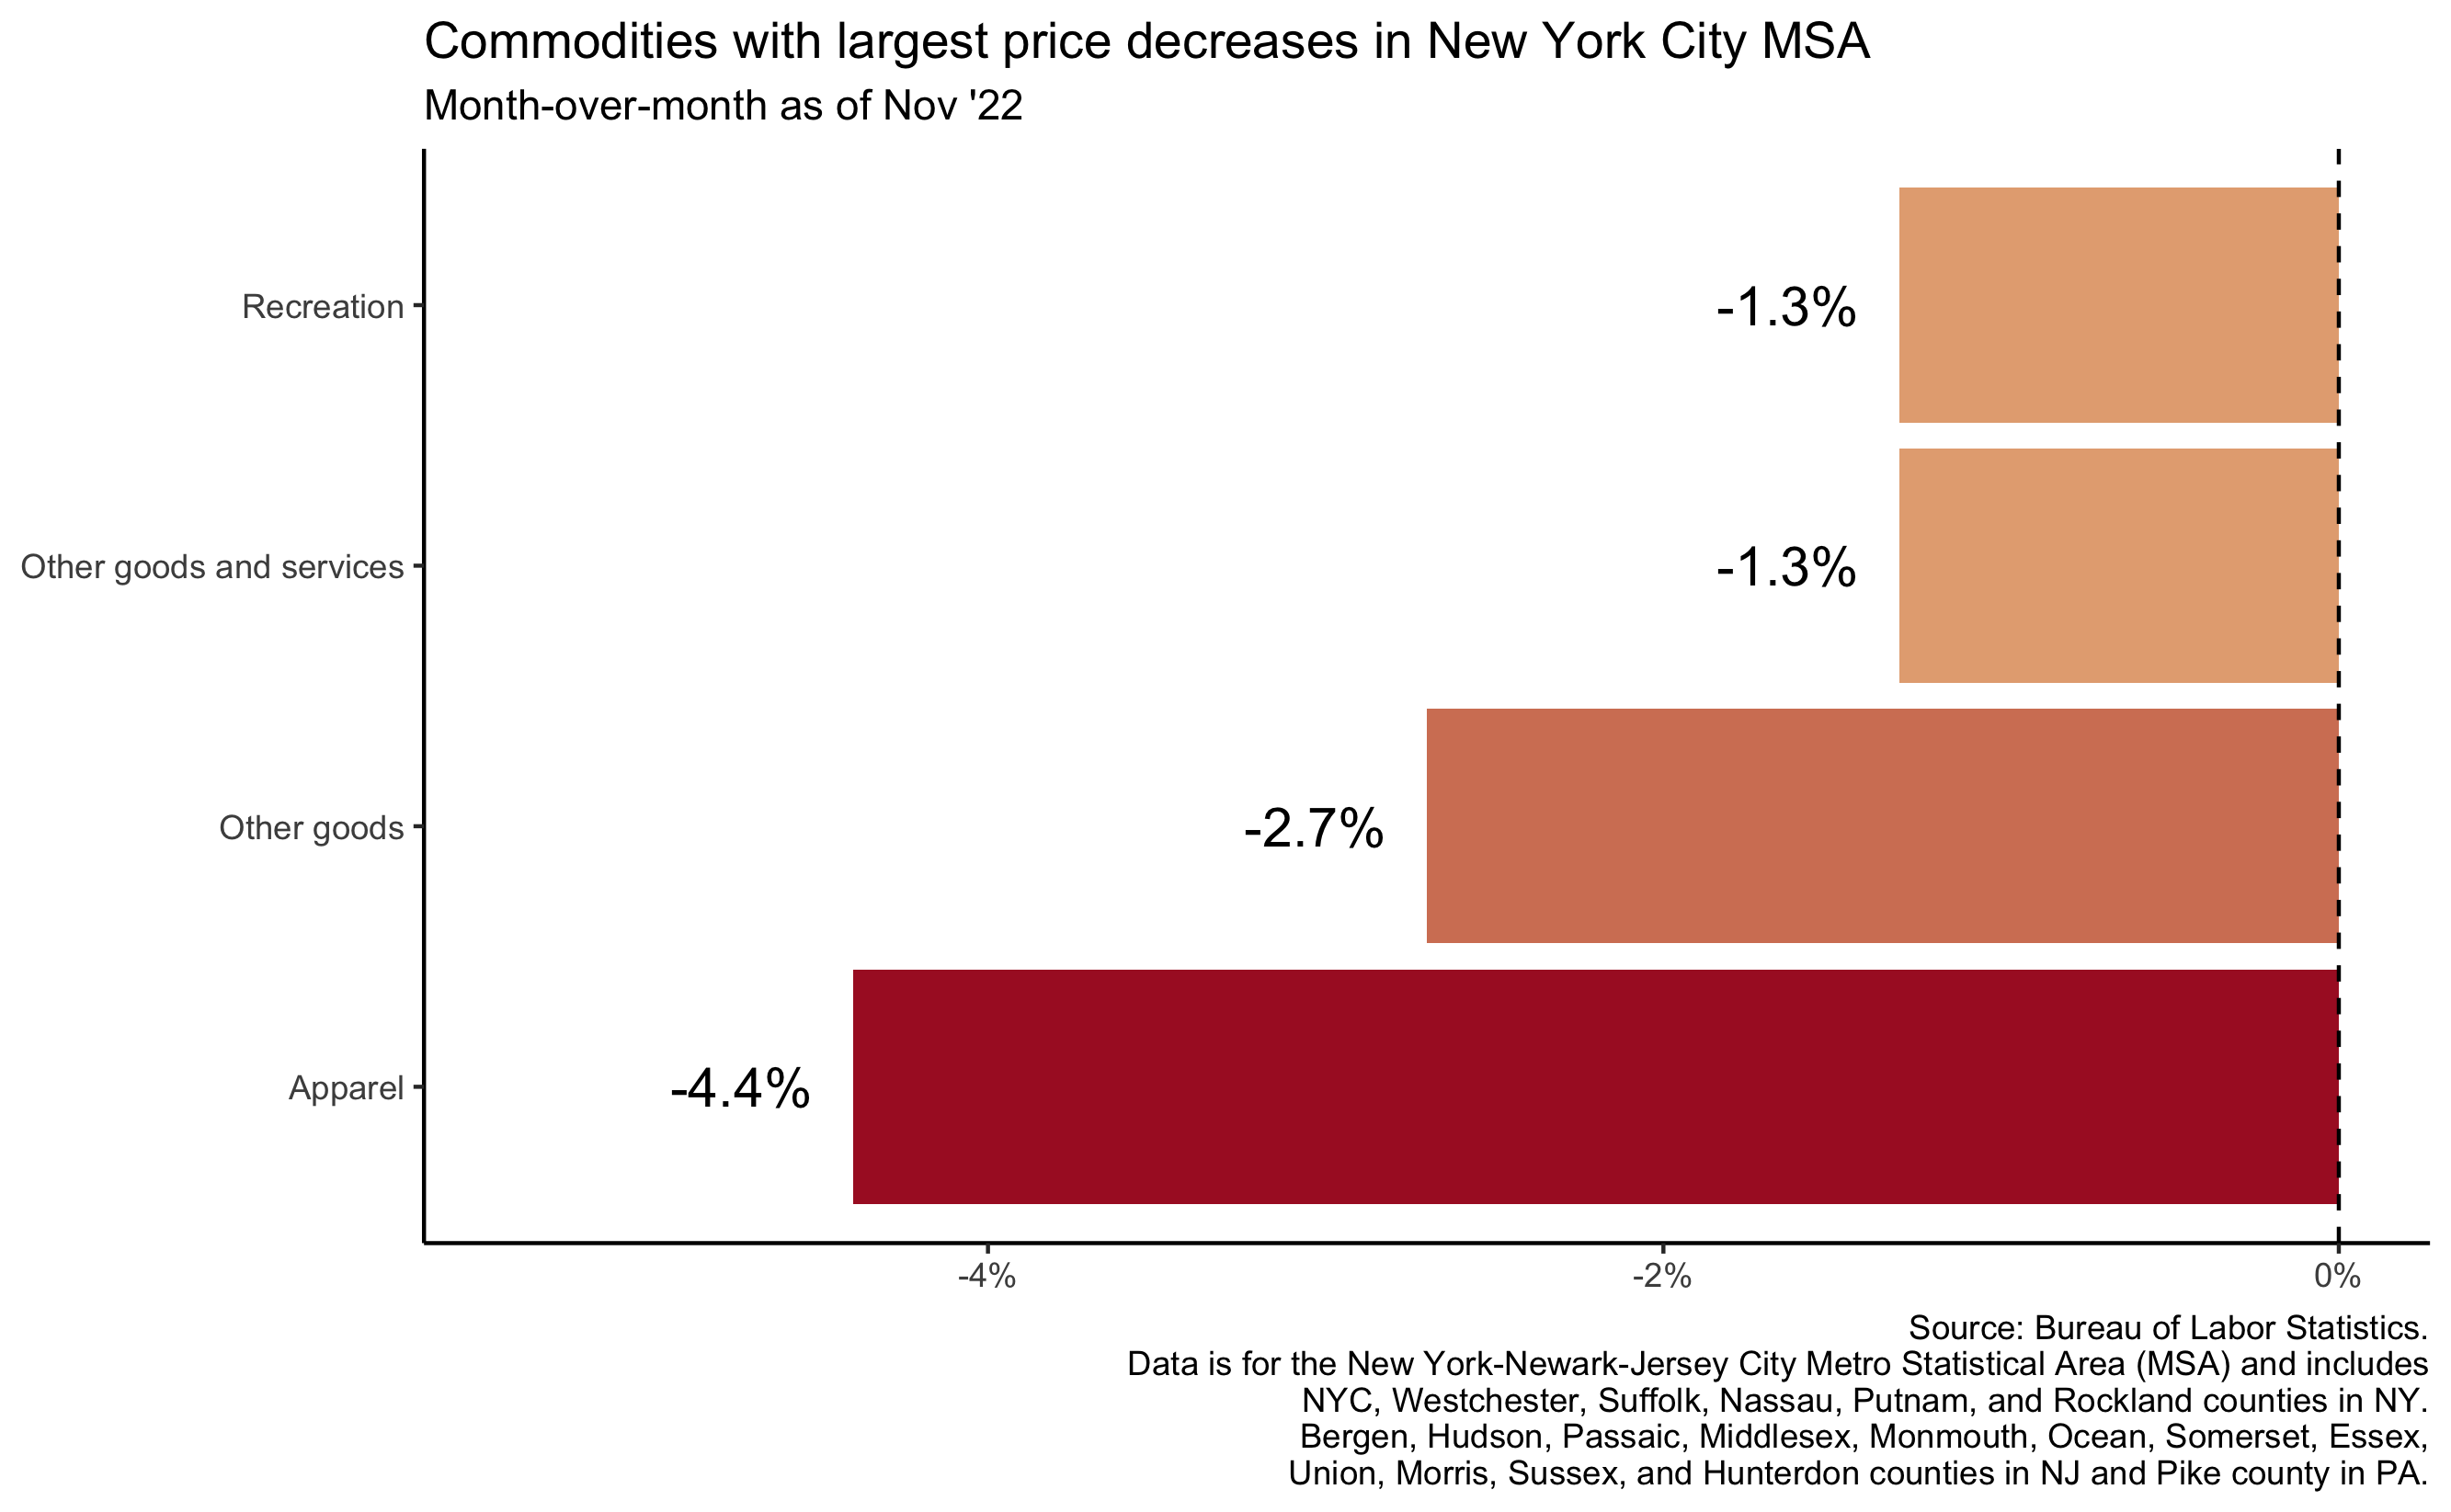 Commodities with largest price decreases in New York City MSA
Month-over-month as of Nov '22
Recreation
-1.3%
Other goods and services
-1.3%
Other goods
-2.7%
Apparel
-4.4%
-4%
-2%
0%
Source: Bureau of Labor Statistics.
Data is for the New York-Newark-Jersey City Metro Statistical Area (MSA) and includes
NYC, Westchester, Suffolk, Nassau, Putnam, and Rockland counties in NY.
Bergen, Hudson, Passaic, Middlesex, Monmouth, Ocean, Somerset, Essex,
Union, Morris, Sussex, and Hunterdon counties in NJ and Pike county in PA.